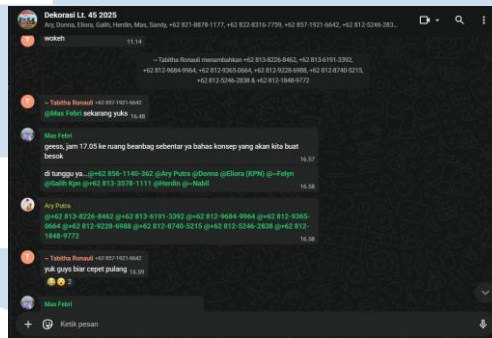 Dekorasi Lt. 45 2025
Ary, Donna, Eliora, Galih, Herdin, Mas, Sandy, +62 821-8878-1177, +62 822-8316-7759, +62 857-1921-6642, +62 812-5246-283...
wokeh 11.14
~Tabitha Ronauli menambahkan +62 813-8226-8462, +62 813-6191-3392,
+62 812-9684-9964, +62 812-9365-0664, +62 812-9228-6988, +62 812-8740-5215,
+62 812-5246-2838 & +62 812-1848-9772
~ Tabitha Ronauli +62 857-1921-6642
@Mas Febri sekarang yuks 16.48
Mas Febri
geess, jam 17.05 ke ruang beanbag sebentar ya bahas konsep yang akan kita buat
besok 16.57
di tunggu ya...@+62 856-1140-362 @Ary Putra @Donna @Eliora (KPN) @~Felyn
@Galih Kpn @+62 813-3578-1111 @Herdin @~Nabil 16.58
Ary Putra
@+62 813-8226-8462 @+62 813-6191-3392 @+62 812-9684-9964 @+62 812-9365-
0664 @+62 812-9228-6988 @+62 812-8740-5215 @+62 812-5246-2838 @+62 812-
1848-9772 16.58
~ Tabitha Ronauli +62 857-1921-6642
yuk guys biar cepet pulang 16.59
2
Mas Febri
Ketik pesan